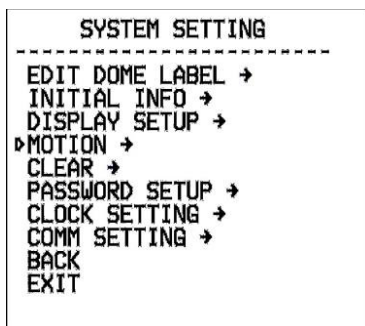 SYSTEM SETTING
EDIT DOME LABEL →
INITIAL INFO →
DISPLAY SETUP →
MOTION →
CLEAR →
PASSWORD SETUP →
CLOCK SETTING →
COMM SETTING →
BACK
EXIT